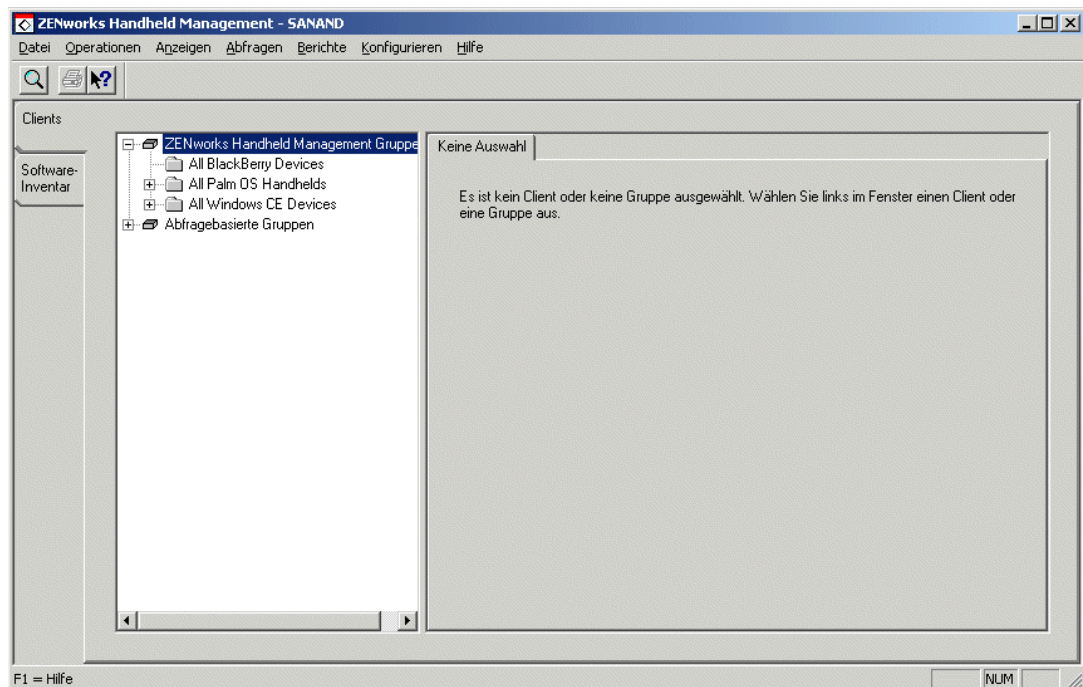 ZENworks Handheld Management - SANAND
Datei Operationen Anzeigen Abfragen Berichte Konfigurieren Hilfe
Clients
Software-
Inventar
ZENworks Handheld Management Gruppe
All BlackBerry Devices
All Palm OS Handhelds
All Windows CE Devices
Abfragebasierte Gruppen
Keine Auswahl
Es ist kein Client oder keine Gruppe ausgewählt. Wählen Sie links im Fenster einen Client oder
eine Gruppe aus.
F1 = Hilfe
NUM